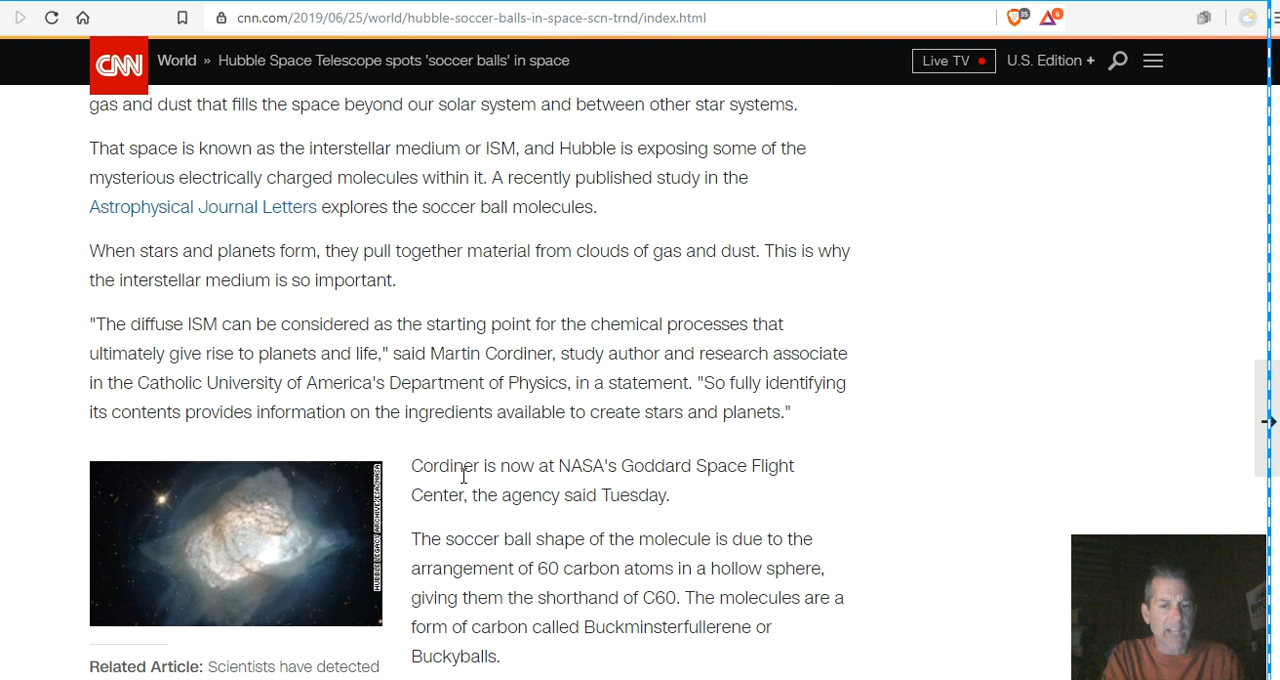 cnn.com/2019/06/25/world/hubble-soccer-balls-in-space-scn-trnd/index.html
35
6
CNN
World » Hubble Space Telescope spots 'soccer balls' in space
Live TV
U.S. Edition +
gas and dust that fills the space beyond our solar system and between other star systems.
That space is known as the interstellar medium or ISM, and Hubble is exposing some of the
mysterious electrically charged molecules within it. A recently published study in the
Astrophysical Journal Letters explores the soccer ball molecules.
When stars and planets form, they pull together material from clouds of gas and dust. This is why
the interstellar medium is so important.
"The diffuse ISM can be considered as the starting point for the chemical processes that
ultimately give rise to planets and life," said Martin Cordiner, study author and research associate
in the Catholic University of America's Department of Physics, in a statement. "So fully identifying
its contents provides information on the ingredients available to create stars and planets."
HUBBLE LEGACY ARCHIVE/ESA/NASA
Cordiner is now at NASA's Goddard Space Flight
Center, the agency said Tuesday.
The soccer ball shape of the molecule is due to the
arrangement of 60 carbon atoms in a hollow sphere,
giving them the shorthand of C60. The molecules are a
form of carbon called Buckminsterfullerene or
Buckyballs.
Related Article: Scientists have detected